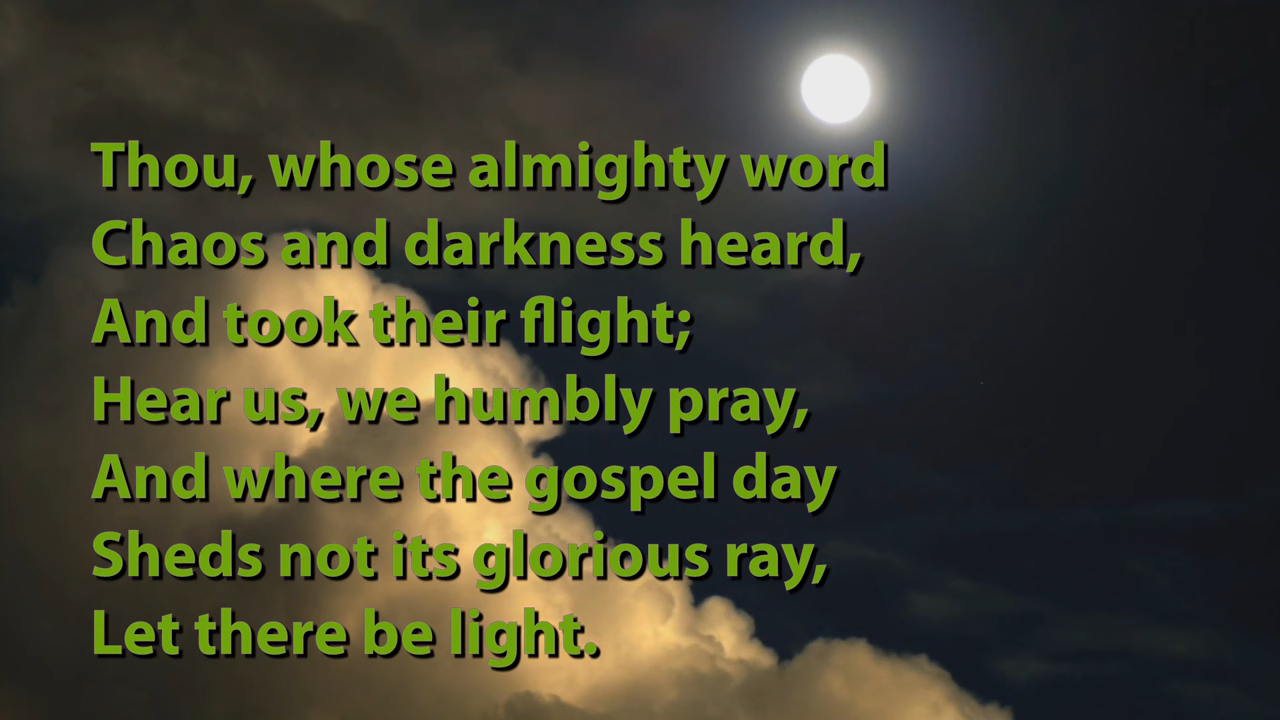 Thou, whose almighty word
Chaos and darkness heard,
And took their flight;
Hear us, we humbly pray,
And where the gospel day
Sheds not its glorious ray,
Let there be light.